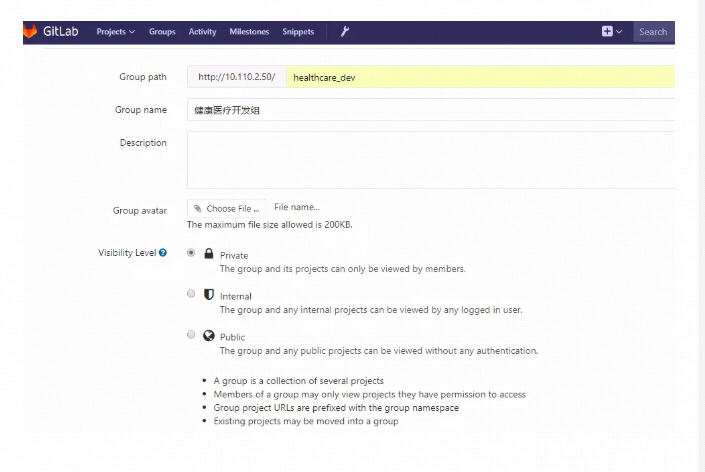 GitLab Projects Groups Activity Milestones Snippets Search
Group path http://10.110.2.50/ healthcare_dev
Group name 健康医疗开发组
Description
Group avatar Choose File ... File name...
The maximum file size allowed is 200KB.
Visibility Level Private
The group and its projects can only be viewed by members.
Internal
The group and any internal projects can be viewed by any logged in user.
Public
The group and any public projects can be viewed without any authentication.
• A group is a collection of several projects
• Members of a group may only view projects they have permission to access
• Group project URLs are prefixed with the group namespace
• Existing projects may be moved into a group